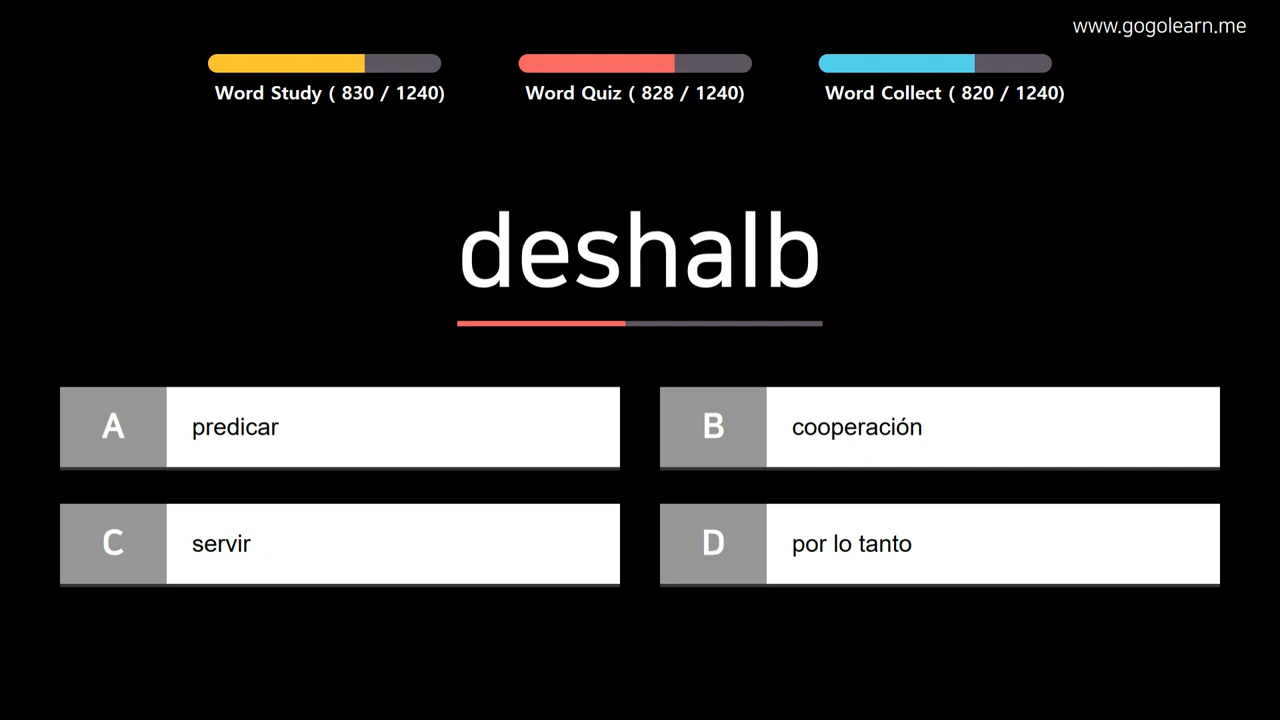 www.gogolearn.me
Word Study ( 830 / 1240)
Word Quiz ( 828 / 1240)
Word Collect ( 820 / 1240)
deshalb
A predicar
B cooperación
C servir
D por lo tanto